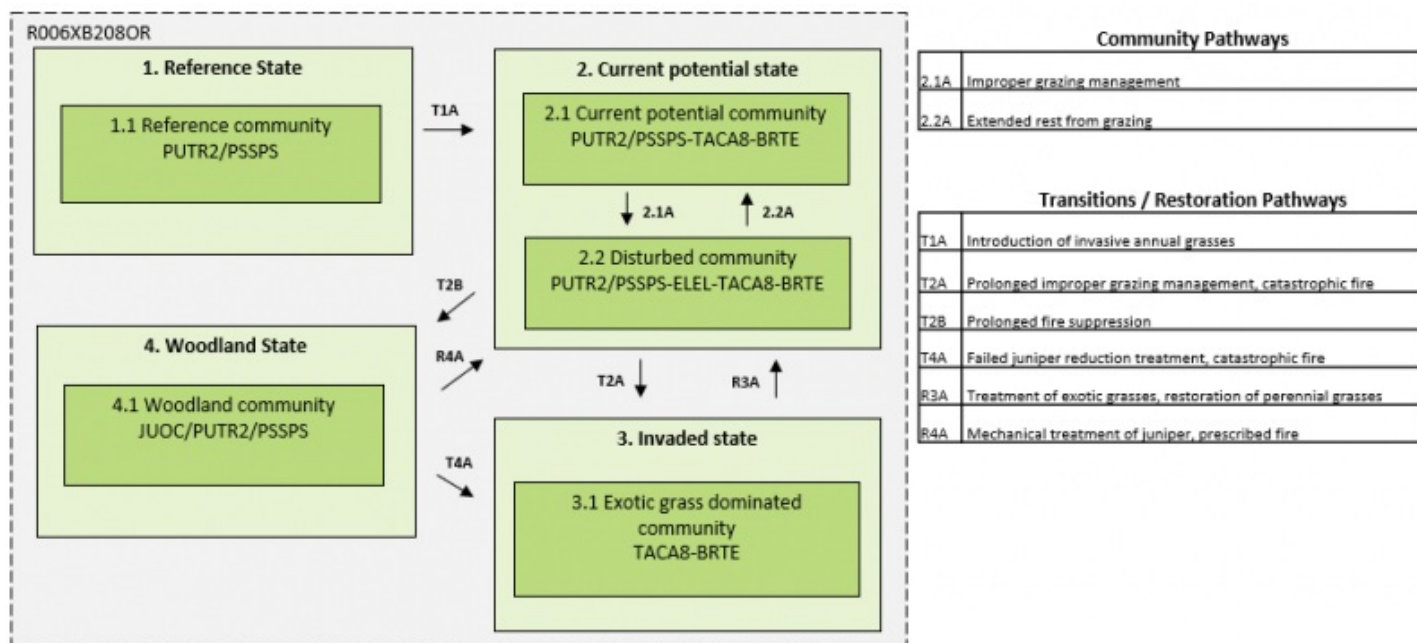 R006XB208OR
1. Reference State
1.1 Reference community
PUTR2/PSSPS
T1A
2. Current potential state
2.1 Current potential community
PUTR2/PSSPS-TACA8-BRTE
2.1A
2.2A
2.2 Disturbed community
PUTR2/PSSPS-ELEL-TACA8-BRTE
T2B
R4A
4. Woodland State
4.1 Woodland community
JUOC/PUTR2/PSSPS
T2A
R3A
T4A
3. Invaded state
3.1 Exotic grass dominated
community
TACA8-BRTE
Community Pathways
2.1A Improper grazing management
2.2A Extended rest from grazing
Transitions / Restoration Pathways
T1A Introduction of invasive annual grasses
T2A Prolonged improper grazing management, catastrophic fire
T2B Prolonged fire suppression
T4A Failed juniper reduction treatment, catastrophic fire
R3A Treatment of exotic grasses, restoration of perennial grasses
R4A Mechanical treatment of juniper, prescribed fire